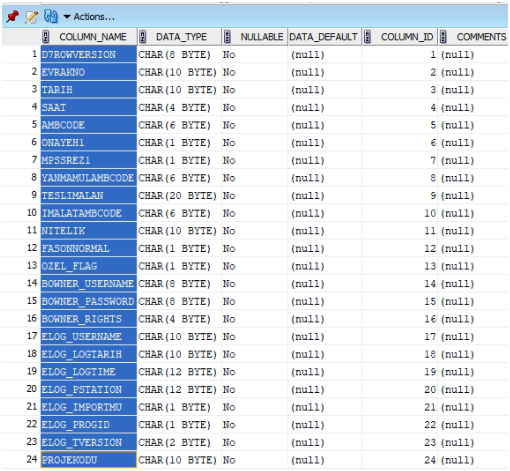 Actions...
COLUMN_NAME DATA_TYPE NULLABLE DATA_DEFAULT COLUMN_ID COMMENTS
1 D7ROWVERSION CHAR(8 BYTE) No (null) 1 (null)
2 EVRAKNO CHAR(10 BYTE) No (null) 2 (null)
3 TARIH CHAR(10 BYTE) No (null) 3 (null)
4 SAAT CHAR(4 BYTE) No (null) 4 (null)
5 AMBCODE CHAR(6 BYTE) No (null) 5 (null)
6 ONAYEH1 CHAR(1 BYTE) No (null) 6 (null)
7 MPSSREZ1 CHAR(1 BYTE) No (null) 7 (null)
8 YANMAMULAMBCODE CHAR(6 BYTE) No (null) 8 (null)
9 TESLIMALAN CHAR(20 BYTE) No (null) 9 (null)
10 IMALATAMBCODE CHAR(6 BYTE) No (null) 10 (null)
11 NITELIK CHAR(10 BYTE) No (null) 11 (null)
12 FASONNORMAL CHAR(1 BYTE) No (null) 12 (null)
13 OZEL_FLAG CHAR(1 BYTE) No (null) 13 (null)
14 BOWNER_USERNAME CHAR(8 BYTE) No (null) 14 (null)
15 BOWNER_PASSWORD CHAR(8 BYTE) No (null) 15 (null)
16 BOWNER_RIGHTS CHAR(4 BYTE) No (null) 16 (null)
17 ELOG_USERNAME CHAR(10 BYTE) No (null) 17 (null)
18 ELOG_LOGTARIH CHAR(10 BYTE) No (null) 18 (null)
19 ELOG_LOGTIME CHAR(12 BYTE) No (null) 19 (null)
20 ELOG_PSTATION CHAR(12 BYTE) No (null) 20 (null)
21 ELOG_IMPORTMU CHAR(1 BYTE) No (null) 21 (null)
22 ELOG_PROGID CHAR(1 BYTE) No (null) 22 (null)
23 ELOG_TVERSION CHAR(2 BYTE) No (null) 23 (null)
24 PROJEKODU CHAR(10 BYTE) No (null) 24 (null)